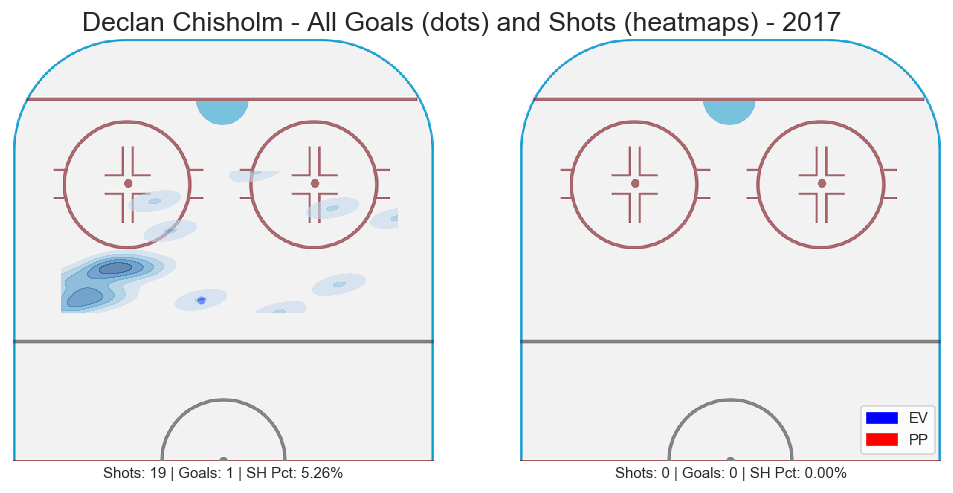 Declan Chisholm - All Goals (dots) and Shots (heatmaps) - 2017
EV
PP
Shots: 19 | Goals: 1 | SH Pct: 5.26%
Shots: 0 | Goals: 0 | SH Pct: 0.00%